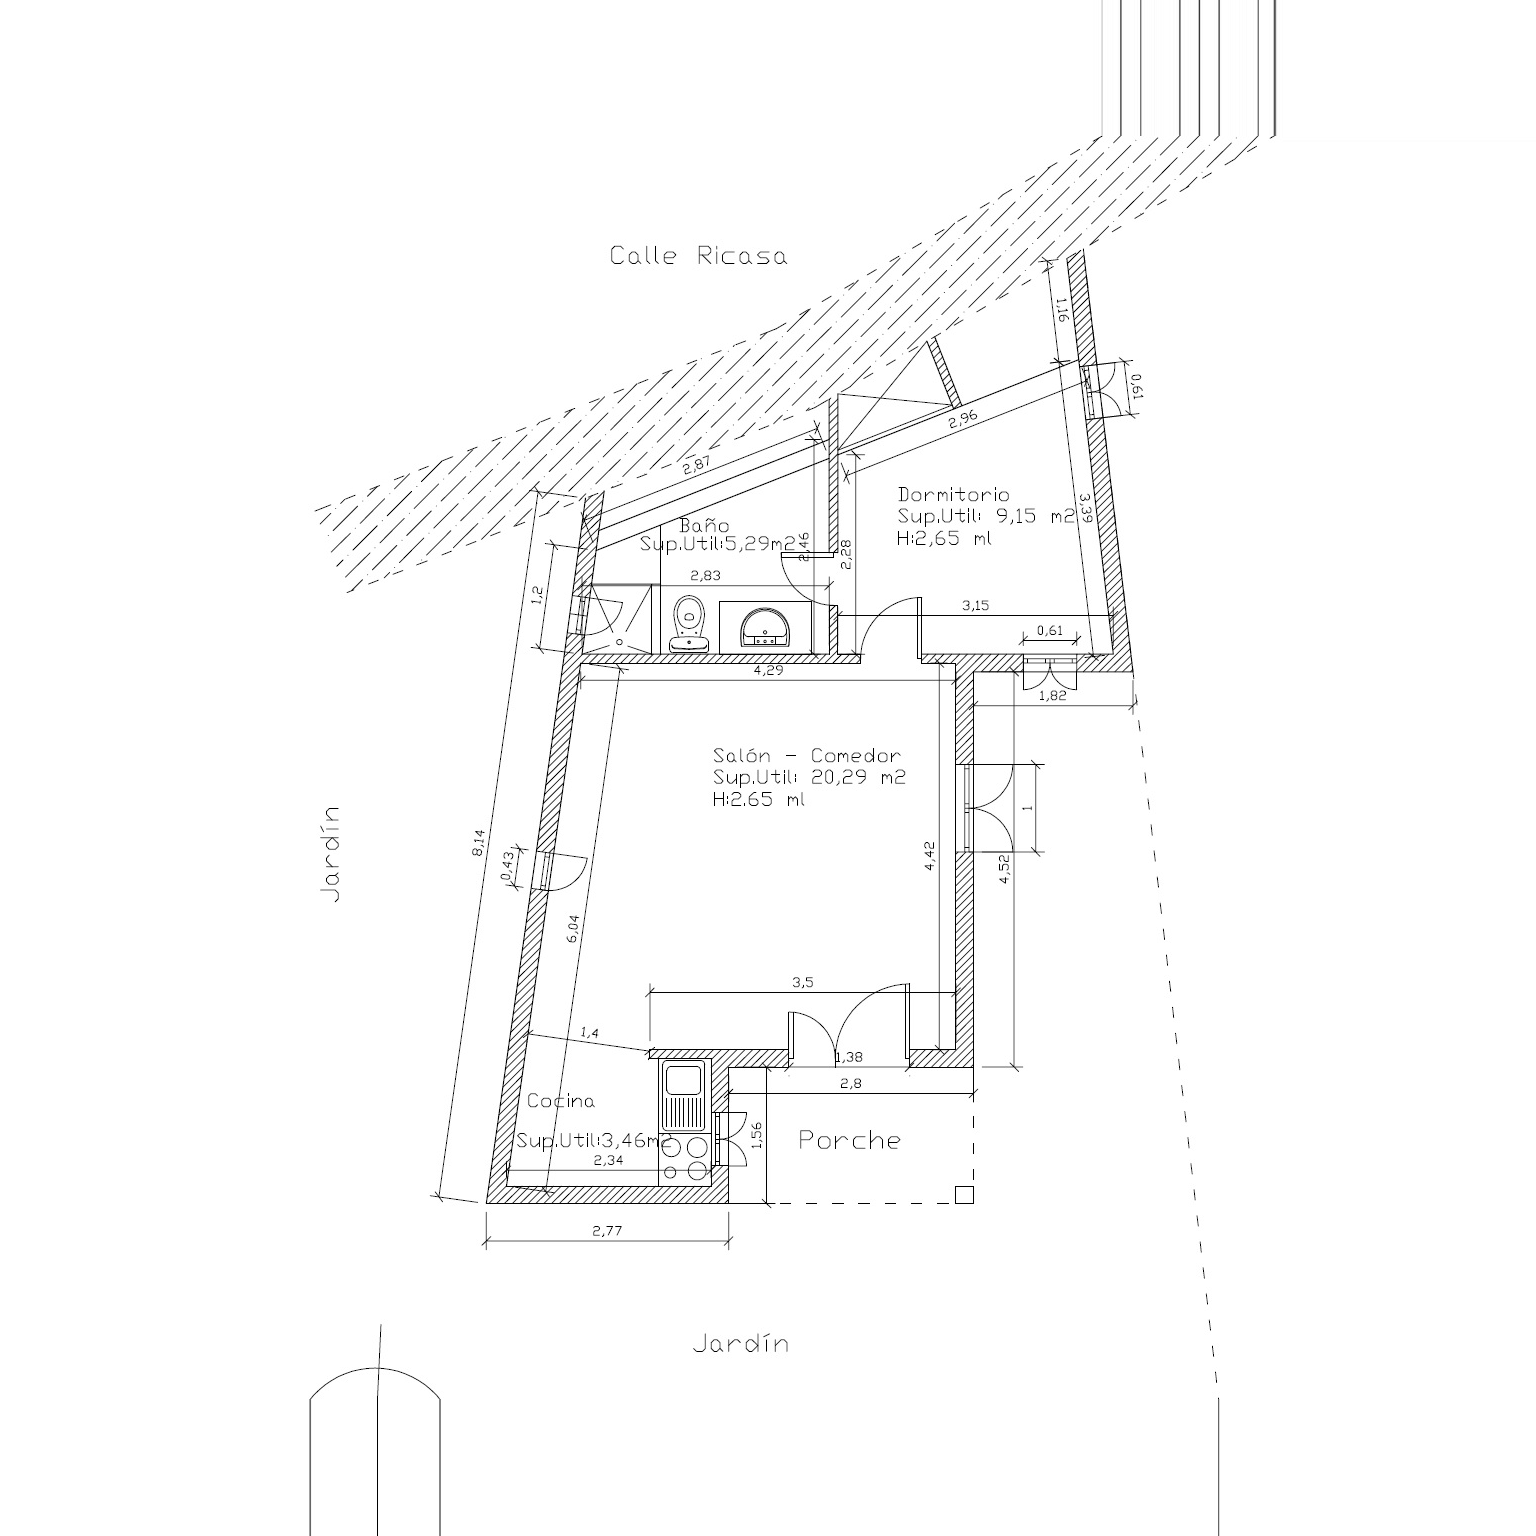 Calle Ricasa
1,16
0,61
2,96
2,87
Dormitorio
Sup.Util: 9,15 m2
H:2,65 ml
3,39
Baño
Sup.Util:5,29m2
2,46
2,28
2,83
1,2
3,15
0,61
4,29
1,82
Salón - Comedor
Sup.Util: 20,29 m2
H:2.65 ml
1
Jardín
8,14
0,43
4,42
4,52
6,04
3,5
1,4
1,38
2,8
Cocina
Sup.Util:3,46m2
2,34
1,56
Porche
2,77
Jardín